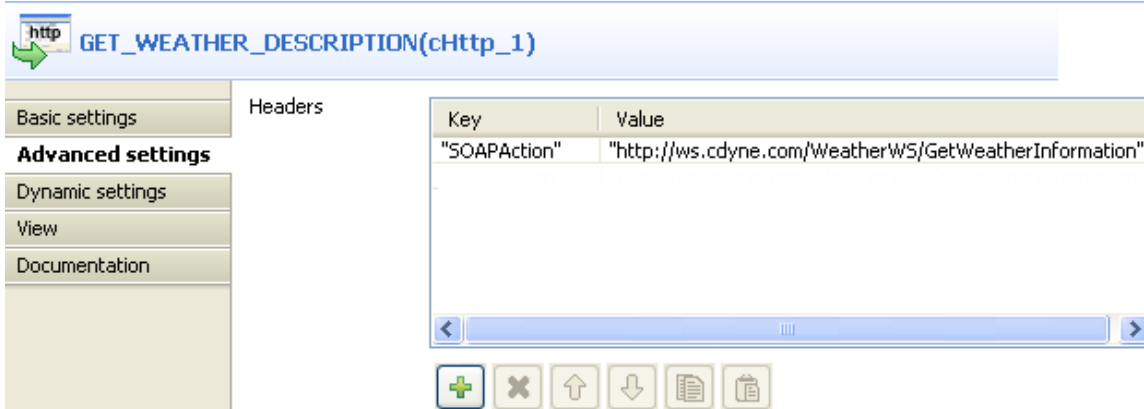 http
GET_WEATHER_DESCRIPTION(cHttp_1)
Basic settings
Advanced settings
Dynamic settings
View
Documentation
Headers
Key Value
"SOAPAction" "http://ws.cdyne.com/WeatherWS/GetWeatherInformation"